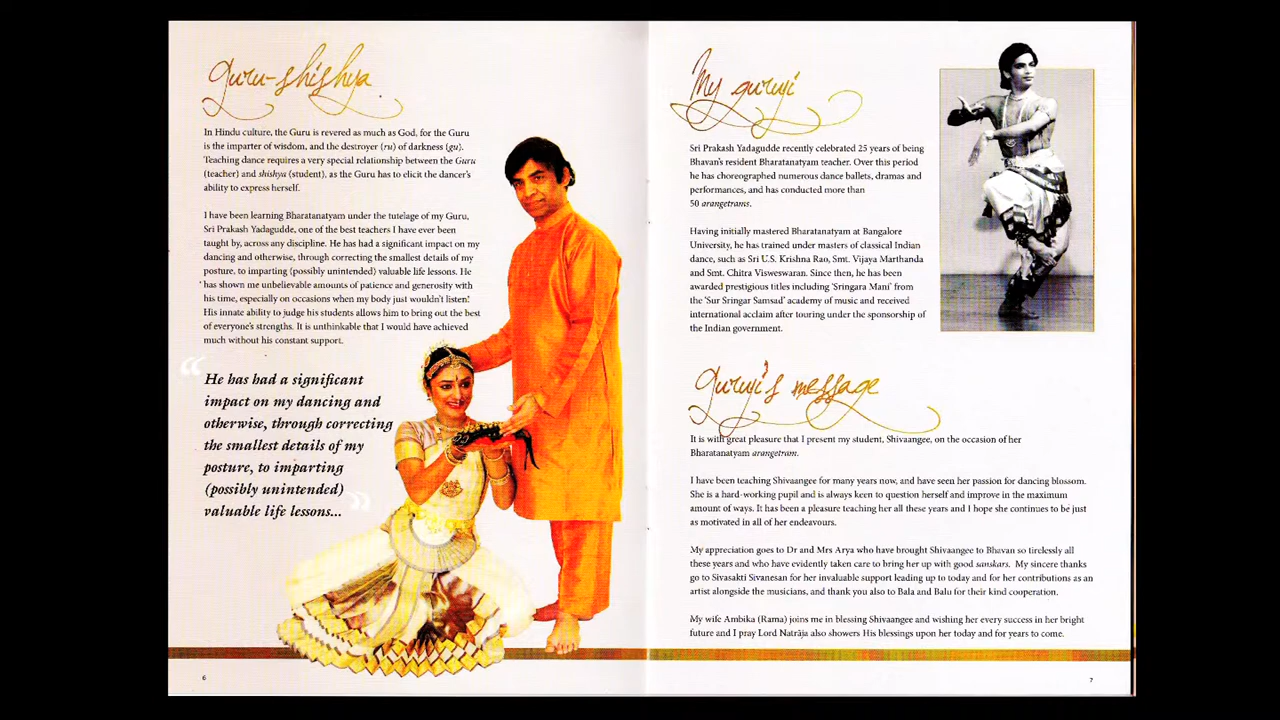 guru-shishya
In Hindu culture, the Guru is revered as much as God, for the Guru
is the imparter of wisdom, and the destroyer (ru) of darkness (gu).
Teaching dance requires a very special relationship between the Guru
(teacher) and shishya (student), as the Guru has to elicit the dancer's
ability to express herself.
I have been learning Bharatanatyam under the tutelage of my Guru,
Sri Prakash Yadagudde, one of the best teachers I have ever been
taught by, across any discipline. He has had a significant impact on my
dancing and otherwise, through correcting the smallest details of my
posture, to imparting (possibly unintended) valuable life lessons. He
has shown me unbelievable amounts of patience and generosity with
his time, especially on occasions when my body just wouldn't listen!
His innate ability to judge his students allows him to bring out the best
of everyone's strengths. It is unthinkable that I would have achieved
much without his constant support.
“He has had a significant
impact on my dancing and
otherwise, through correcting
the smallest details of my
posture, to imparting
(possibly unintended)
valuable life lessons...”
6
My guruji
Sri Prakash Yadagudde recently celebrated 25 years of being
Bhavan's resident Bharatanatyam teacher. Over this period
he has choreographed numerous dance ballets, dramas and
performances, and has conducted more than
50 arangetrams.
Having initially mastered Bharatanatyam at Bangalore
University, he has trained under masters of classical Indian
dance, such as Sri U.S. Krishna Rao, Smt. Vijaya Marthanda
and Smt. Chitra Visweswaran. Since then, he has been
awarded prestigious titles including 'Sringara Mani' from
the 'Sur Sringar Samsad' academy of music and received
international acclaim after touring under the sponsorship of
the Indian government.
Guruji's message
It is with great pleasure that I present my student, Shivaangee, on the occasion of her
Bharatanatyam arangetram.
I have been teaching Shivaangee for many years now, and have seen her passion for dancing blossom.
She is a hard-working pupil and is always keen to question herself and improve in the maximum
amount of ways. It has been a pleasure teaching her all these years and I hope she continues to be just
as motivated in all of her endeavours.
My appreciation goes to Dr and Mrs Arya who have brought Shivaangee to Bhavan so tirelessly all
these years and who have evidently taken care to bring her up with good sanskars. My sincere thanks
go to Sivasakti Sivanesan for her invaluable support leading up to today and for her contributions as an
artist alongside the musicians, and thank you also to Bala and Balu for their kind cooperation.
My wife Ambika (Rama) joins me in blessing Shivaangee and wishing her every success in her bright
future and I pray Lord Natrāja also showers His blessings upon her today and for years to come.
7